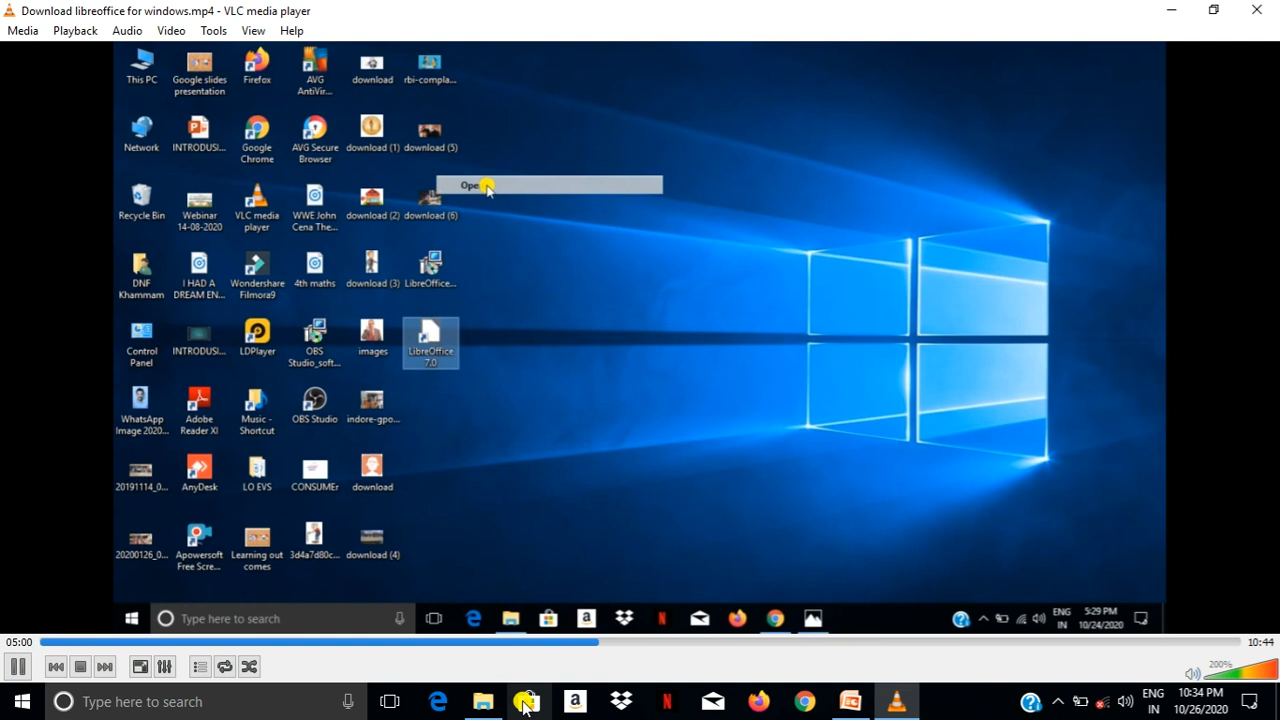 Download libreoffice for windows.mp4 - VLC media player
Media Playback Audio Video Tools View Help
This PC
Google slides
presentation
Firefox
AVG
AntiVir...
download
rbi-compla...
Network
INTRODUSI...
Google
Chrome
AVG Secure
Browser
download (1)
download (5)
Recycle Bin
Webinar
14-08-2020
VLC media
player
WWE John
Cena The...
download (2)
download (6)
Ope
DNF
Khammam
I HAD A
DREAM EN...
Wondershare
Filmora9
4th maths
download (3)
LibreOffice...
Control
Panel
INTRODUSI...
LDPlayer
OBS
Studio_soft...
images
LibreOffice
7.0
WhatsApp
Image 2020...
Adobe
Reader XI
Music -
Shortcut
OBS Studio
indore-gpo...
20191114_0...
AnyDesk
LO EVS
CONSUMEr
download
20200126_0...
Apowersoft
Free Scre...
Learning out
comes
3d4a7d80c...
download (4)
Type here to search
ENG
IN
5:29 PM
10/24/2020
05:00
10:44
200%
Type here to search
ENG
IN
10:34 PM
10/26/2020